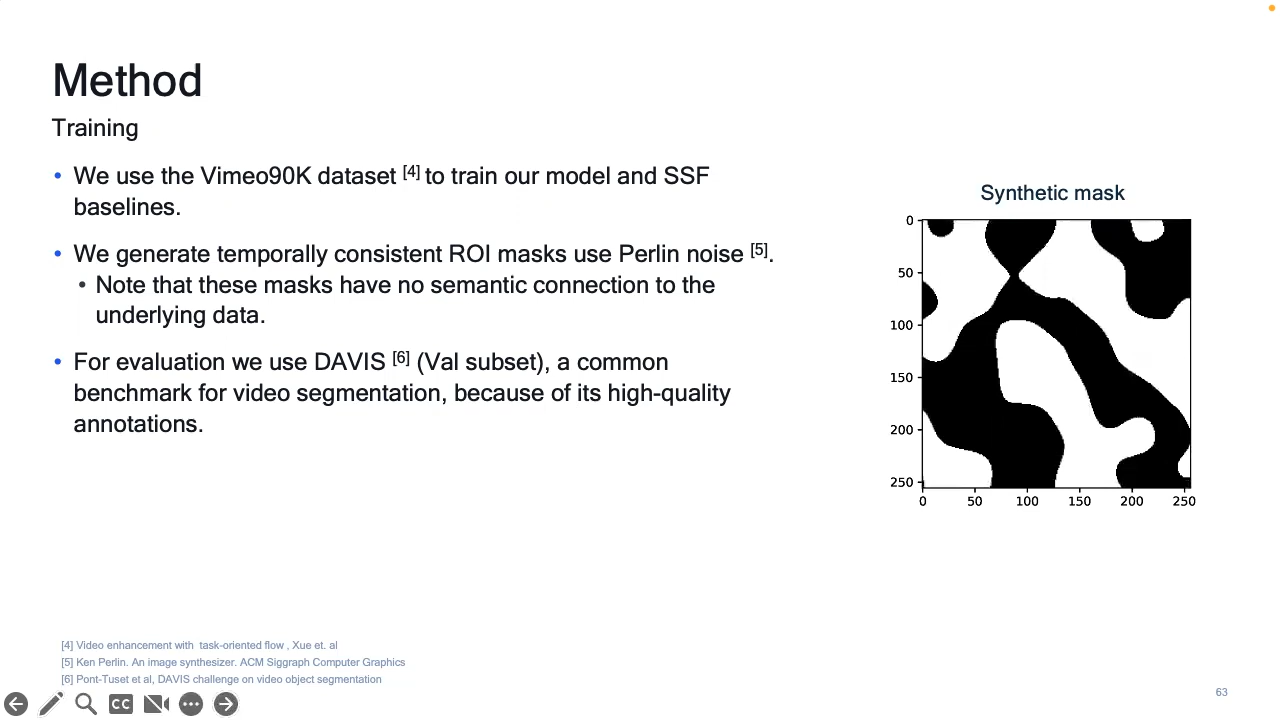 Method
Training
• We use the Vimeo90K dataset [4] to train our model and SSF
baselines.
• We generate temporally consistent ROI masks use Perlin noise [5].
• Note that these masks have no semantic connection to the
underlying data.
• For evaluation we use DAVIS [6] (Val subset), a common
benchmark for video segmentation, because of its high-quality
annotations.
Synthetic mask
0
50
100
150
200
250
0 50 100 150 200 250
[4] Video enhancement with task-oriented flow , Xue et. al
[5] Ken Perlin. An image synthesizer. ACM Siggraph Computer Graphics
[6] Pont-Tuset et al, DAVIS challenge on video object segmentation
CC
63